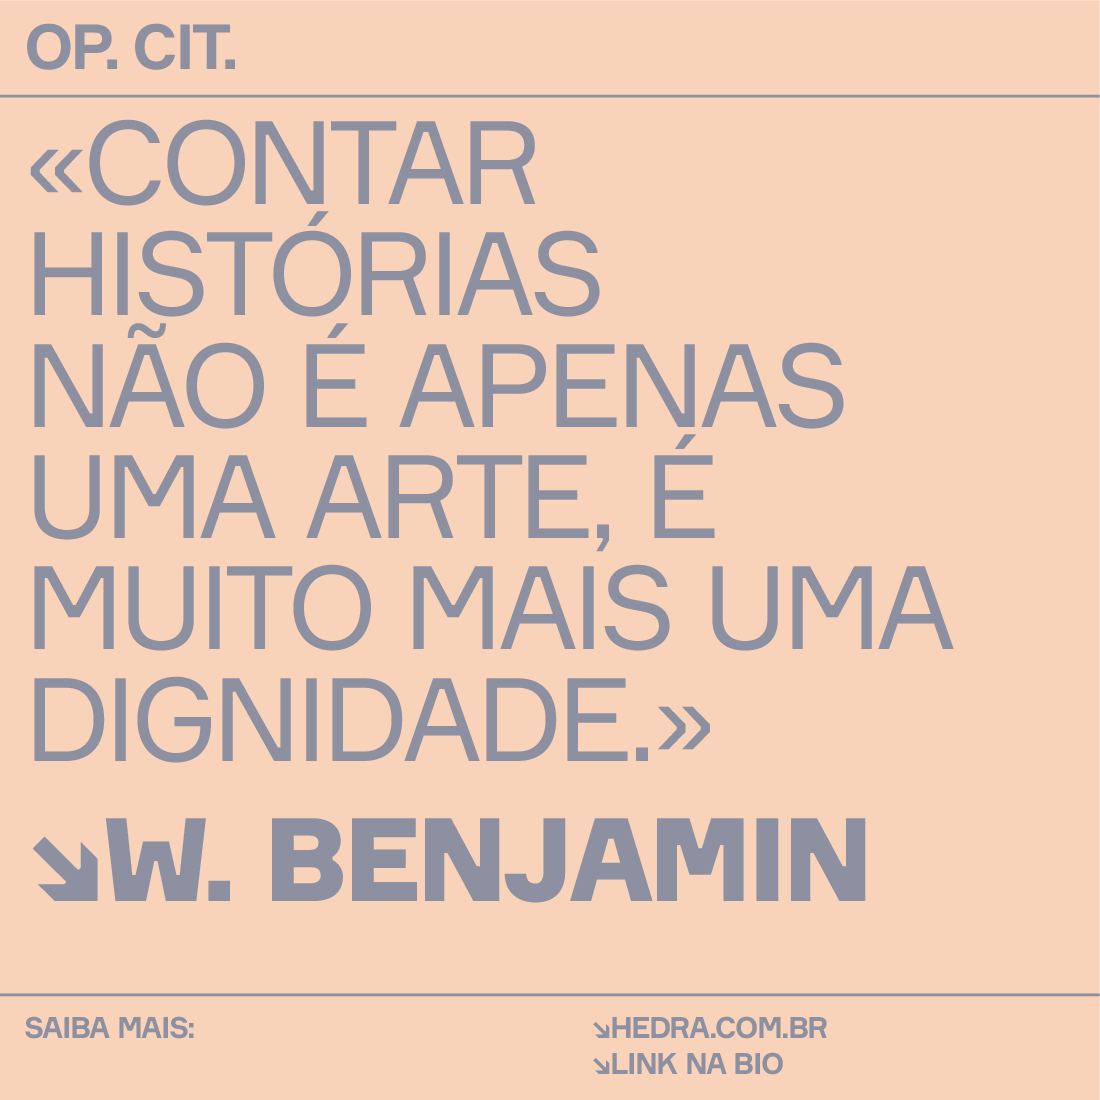 OP. CIT.
«CONTAR
HISTÓRIAS
NÃO É APENAS
UMA ARTE, É
MUITO MAIS UMA
DIGNIDADE.»
↘W. BENJAMIN
SAIBA MAIS:
↘HEDRA.COM.BR
↘LINK NA BIO